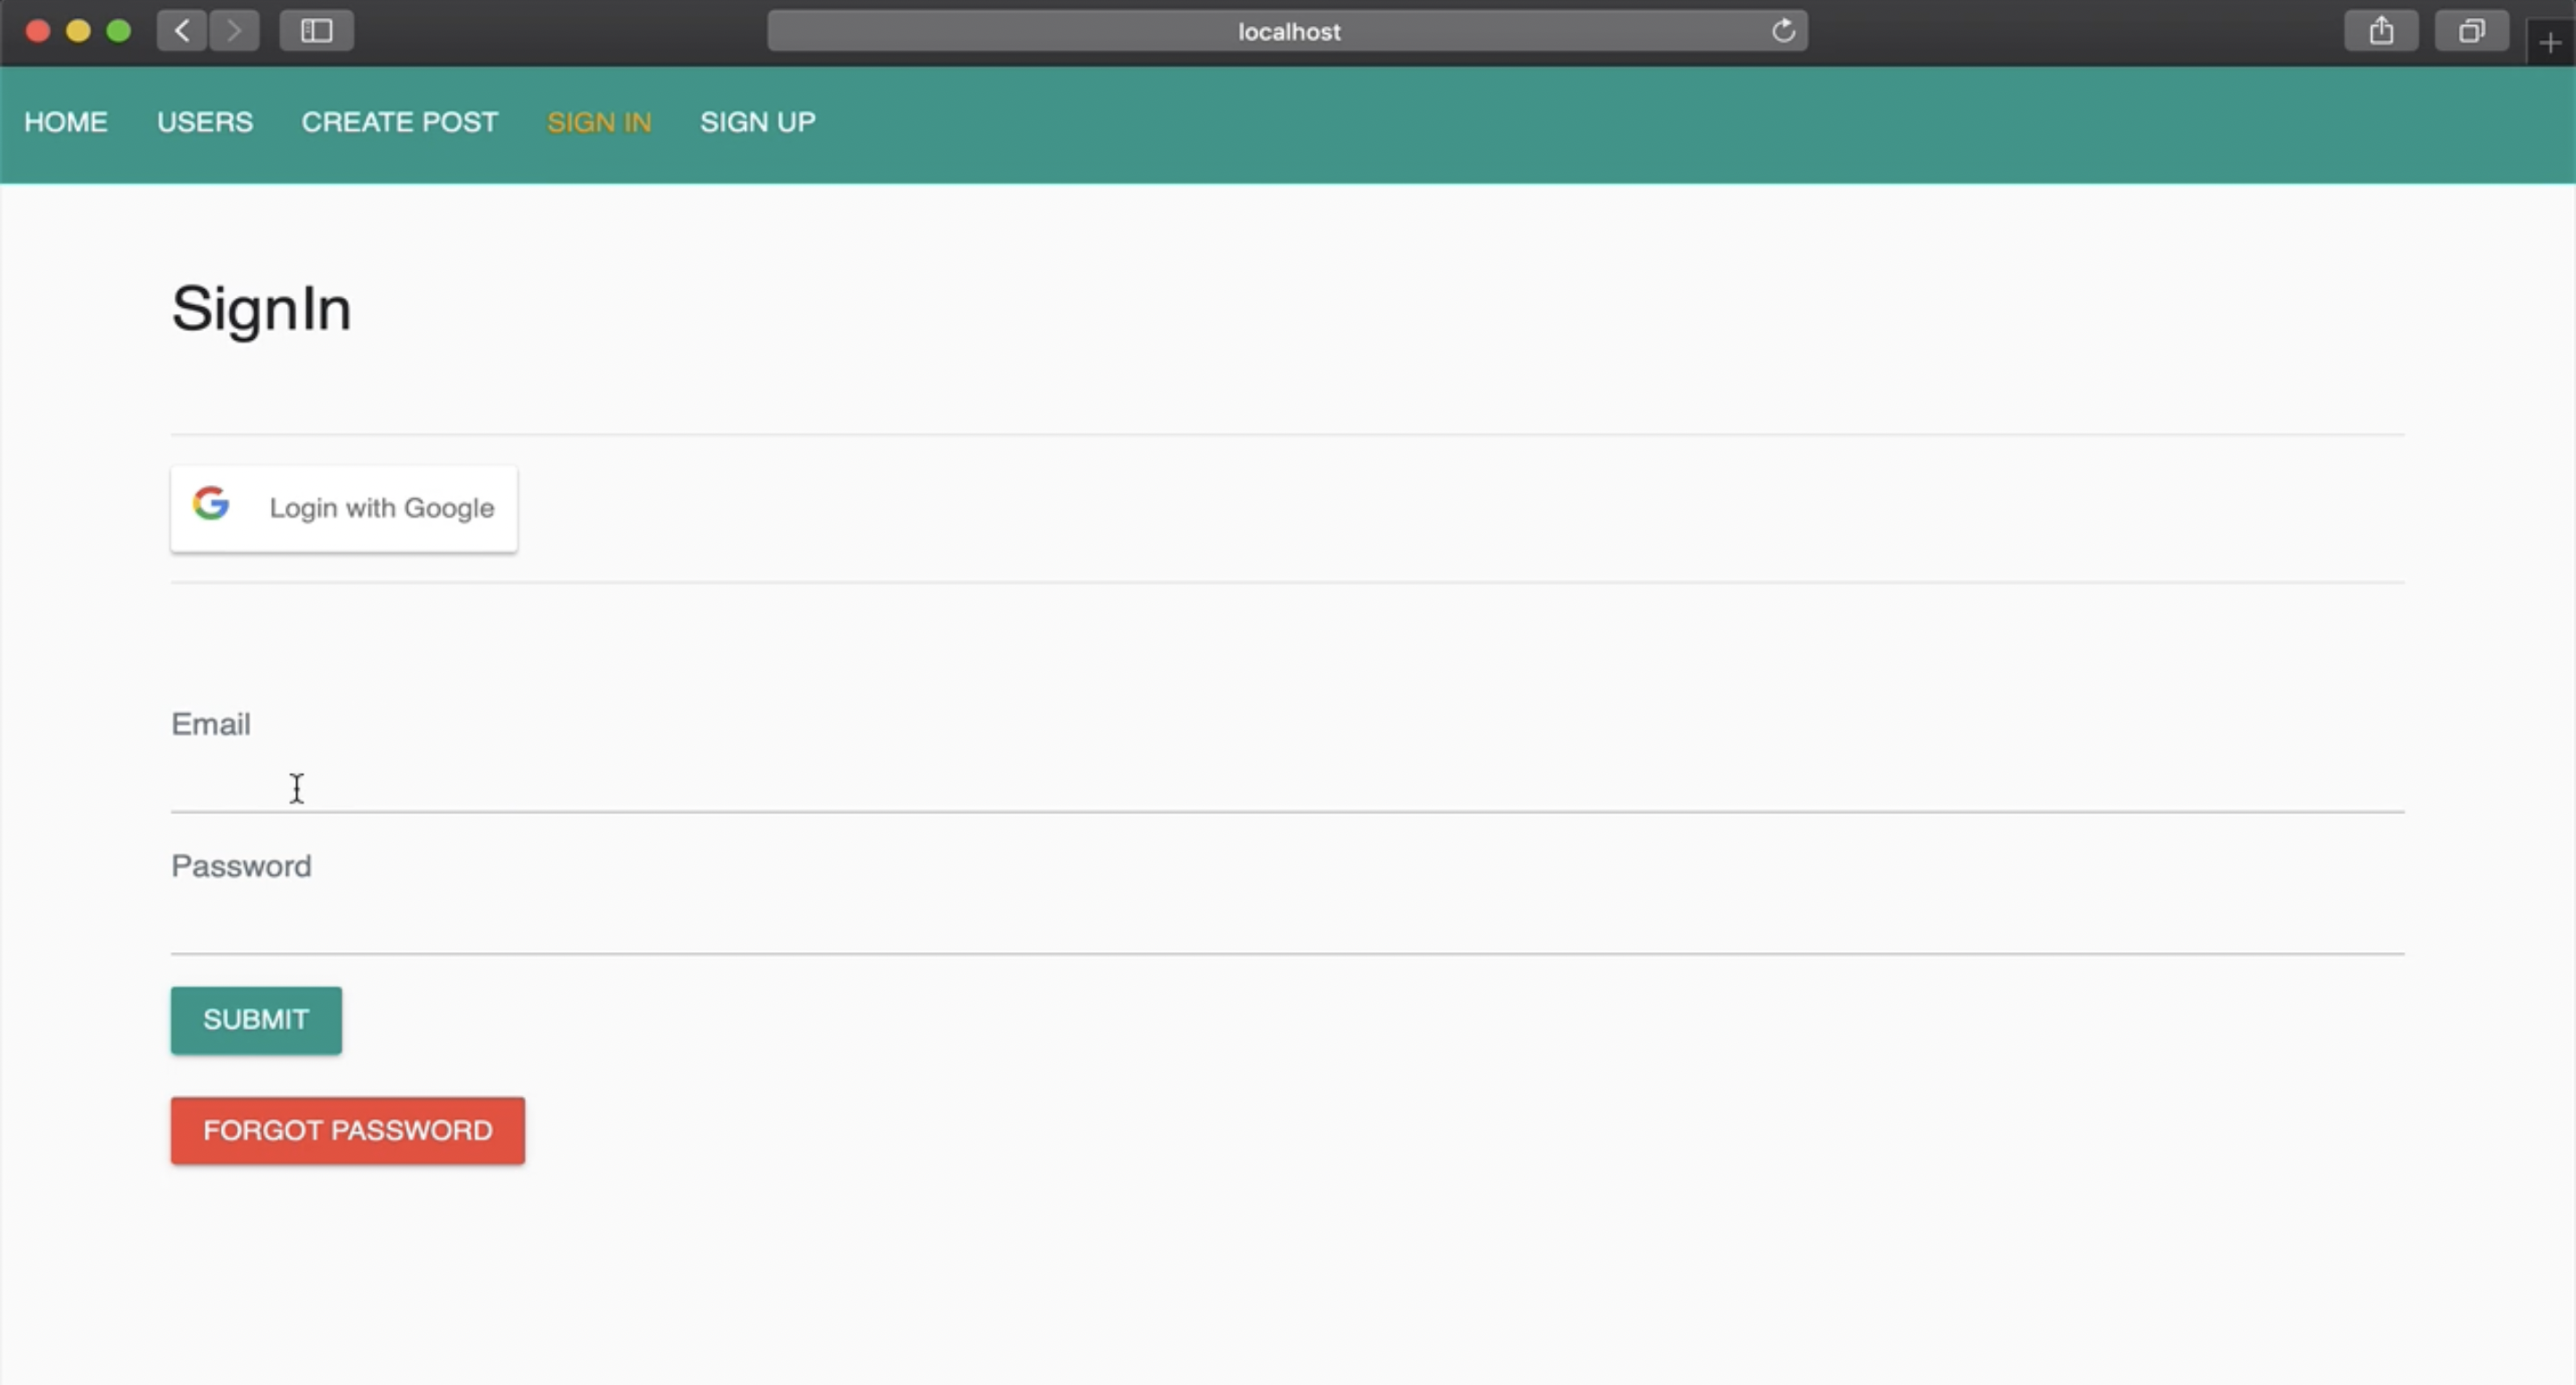 localhost
HOME USERS CREATE POST SIGN IN SIGN UP
SignIn
Login with Google
Email
Password
SUBMIT
FORGOT PASSWORD